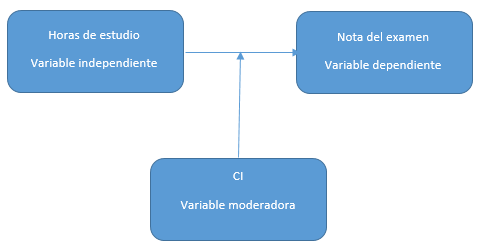 Horas de estudio
Variable independiente
Nota del examen
Variable dependiente
CI
Variable moderadora